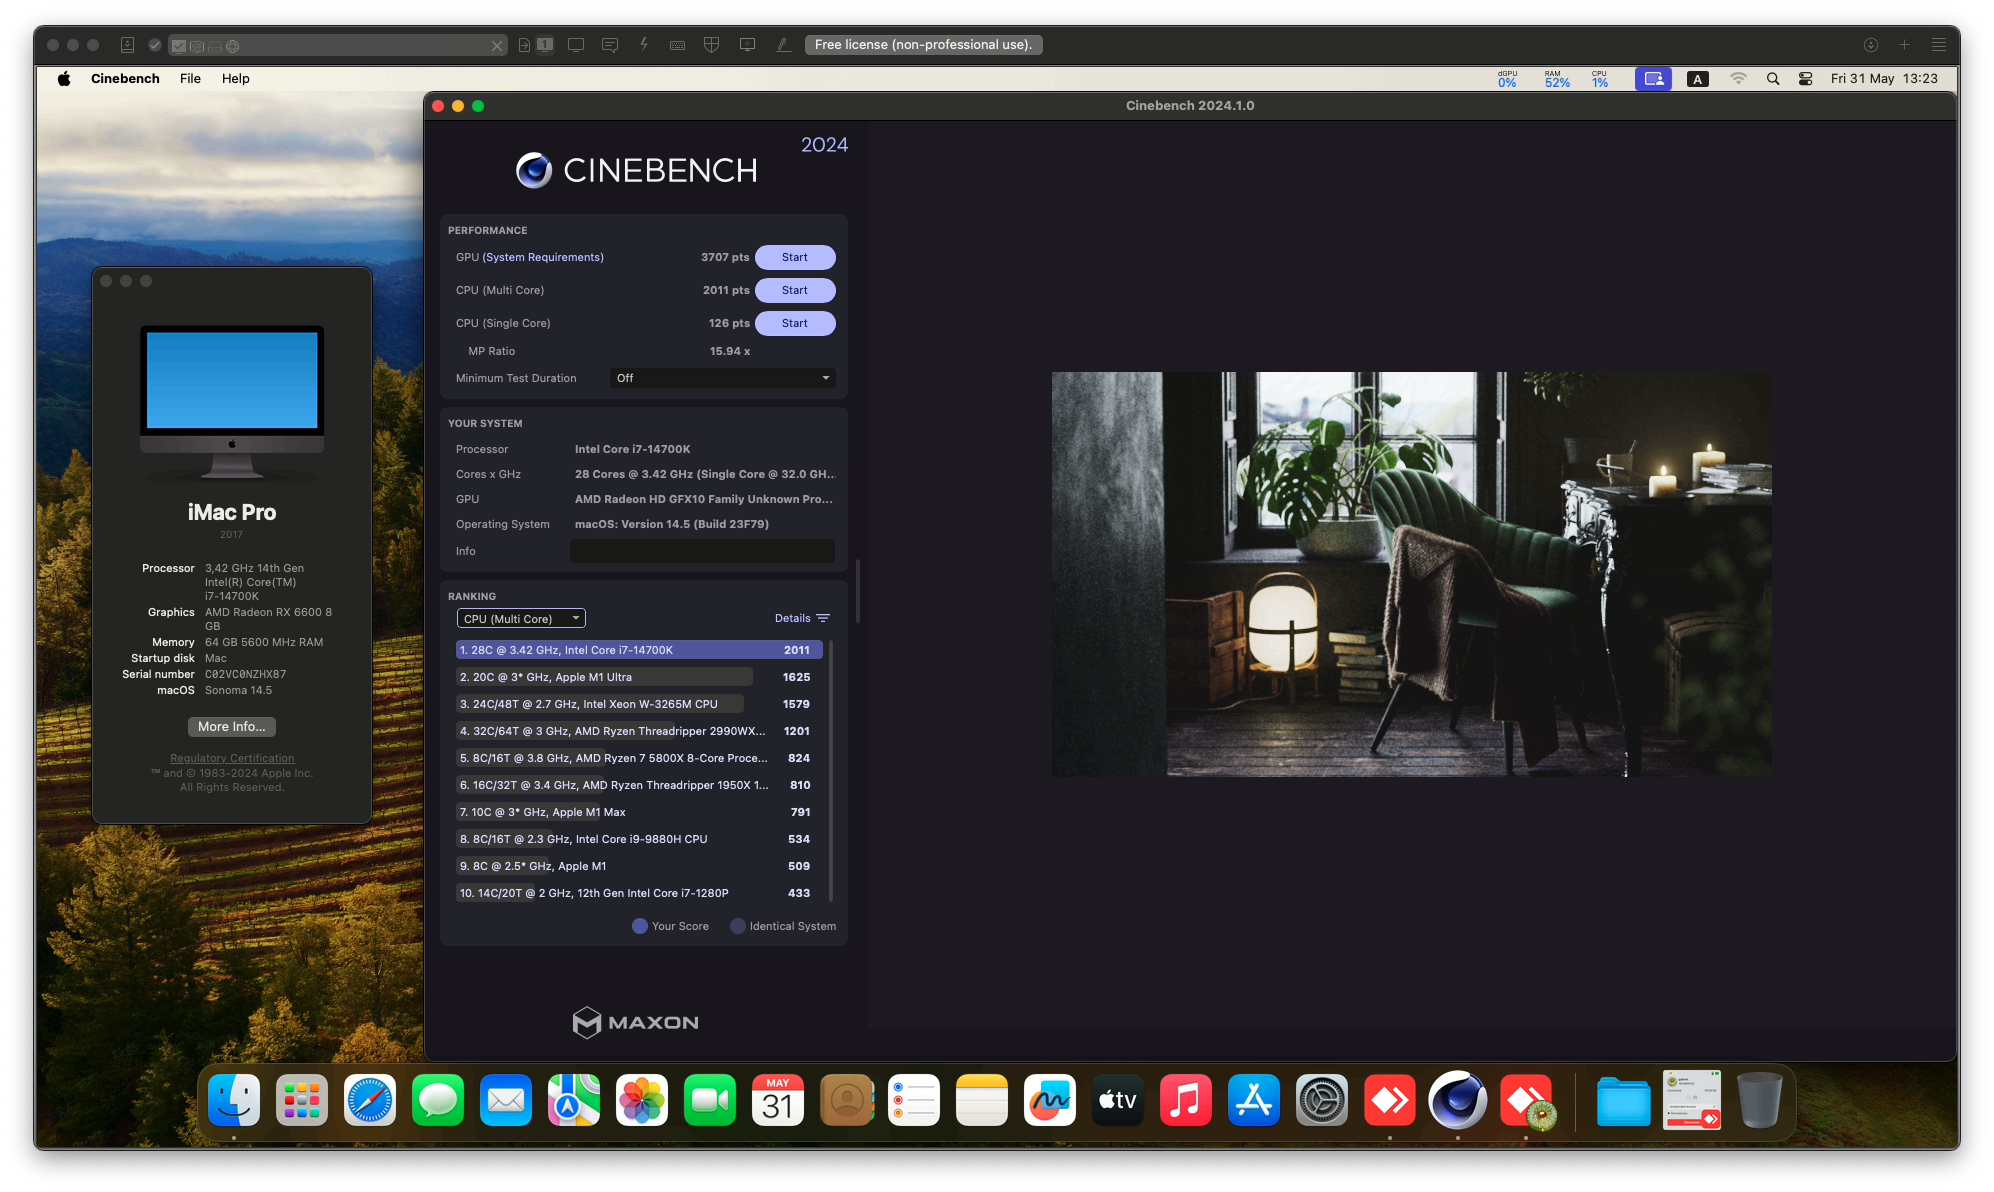 1
Free license (non-professional use).
Cinebench File Help
dGPU
0%
RAM
52%
CPU
1%
A
Fri 31 May 13:23
Cinebench 2024.1.0
2024
CINEBENCH
PERFORMANCE
GPU (System Requirements) 3707 pts Start
CPU (Multi Core) 2011 pts Start
CPU (Single Core) 126 pts Start
MP Ratio 15.94 x
Minimum Test Duration Off
YOUR SYSTEM
Processor Intel Core i7-14700K
Cores x GHz 28 Cores @ 3.42 GHz (Single Core @ 32.0 GH...
GPU AMD Radeon HD GFX10 Family Unknown Pro...
Operating System macOS: Version 14.5 (Build 23F79)
Info
RANKING
CPU (Multi Core) Details
1. 28C @ 3.42 GHz, Intel Core i7-14700K 2011
2. 20C @ 3* GHz, Apple M1 Ultra 1625
3. 24C/48T @ 2.7 GHz, Intel Xeon W-3265M CPU 1579
4. 32C/64T @ 3 GHz, AMD Ryzen Threadripper 2990WX... 1201
5. 8C/16T @ 3.8 GHz, AMD Ryzen 7 5800X 8-Core Proce... 824
6. 16C/32T @ 3.4 GHz, AMD Ryzen Threadripper 1950X 1... 810
7. 10C @ 3* GHz, Apple M1 Max 791
8. 8C/16T @ 2.3 GHz, Intel Core i9-9880H CPU 534
9. 8C @ 2.5* GHz, Apple M1 509
10. 14C/20T @ 2 GHz, 12th Gen Intel Core i7-1280P 433
Your Score Identical System
MAXON
iMac Pro
2017
Processor 3,42 GHz 14th Gen
Intel(R) Core(TM)
i7-14700K
Graphics AMD Radeon RX 6600 8
GB
Memory 64 GB 5600 MHz RAM
Startup disk Mac
Serial number C02VC0NZHX87
macOS Sonoma 14.5
More Info...
Regulatory Certification
™ and © 1983-2024 Apple Inc.
All Rights Reserved.
MAY
31
tv